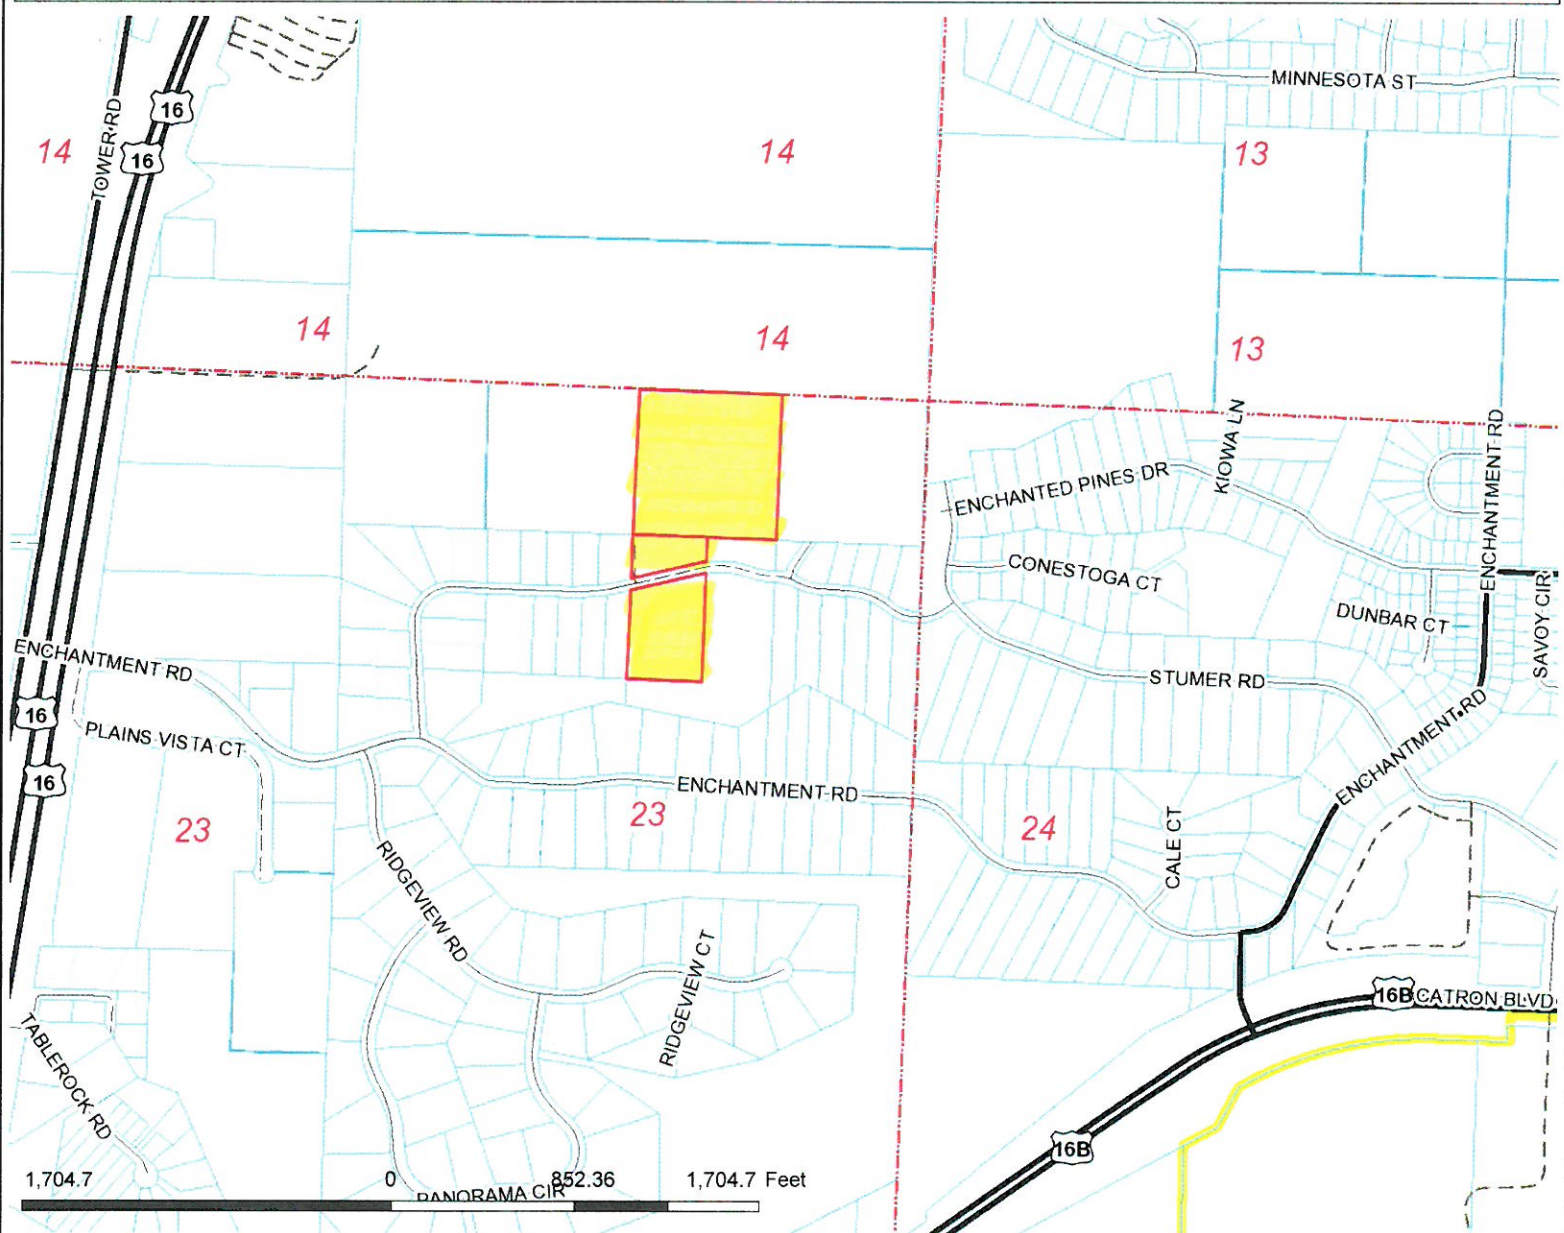 MINNESOTA ST
16
TOWER RD
16
14
14
13
14
14
13
KIOWA LN
ENCHANTMENT RD
ENCHANTED PINES DR
CONESTOGA CT
SAVOY CIR
DUNBAR CT
ENCHANTMENT RD
STUMER RD
16
PLAINS VISTA CT
ENCHANTMENT RD
16
ENCHANTMENT RD
23
23
24
CALE CT
RIDGEVIEW RD
RIDGEVIEW CT
16B
CATRON BLVD
TABLEROCK RD
16B
1,704.7
0
852.36
1,704.7 Feet
PANORAMA CIR